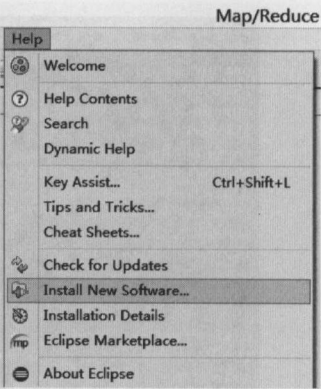 Map/Reduce
Help
Welcome
Help Contents
Search
Dynamic Help
Key Assist... Ctrl+Shift+L
Tips and Tricks...
Cheat Sheets...
Check for Updates
Install New Software...
Installation Details
mp Eclipse Marketplace...
About Eclipse